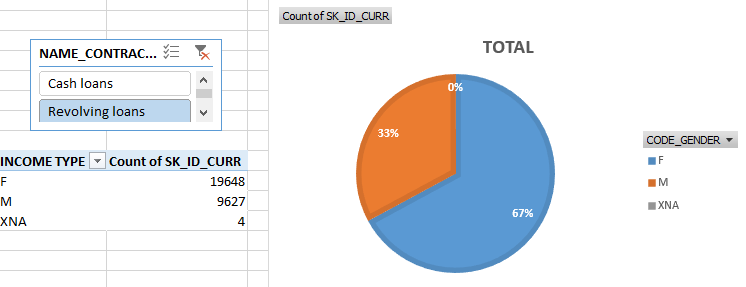 Count of SK_ID_CURR
TOTAL
NAME_CONTRAC...
Cash loans
Revolving loans
INCOME TYPE Count of SK_ID_CURR
F 19648
M 9627
XNA 4
0%
33%
67%
CODE_GENDER
F
M
XNA